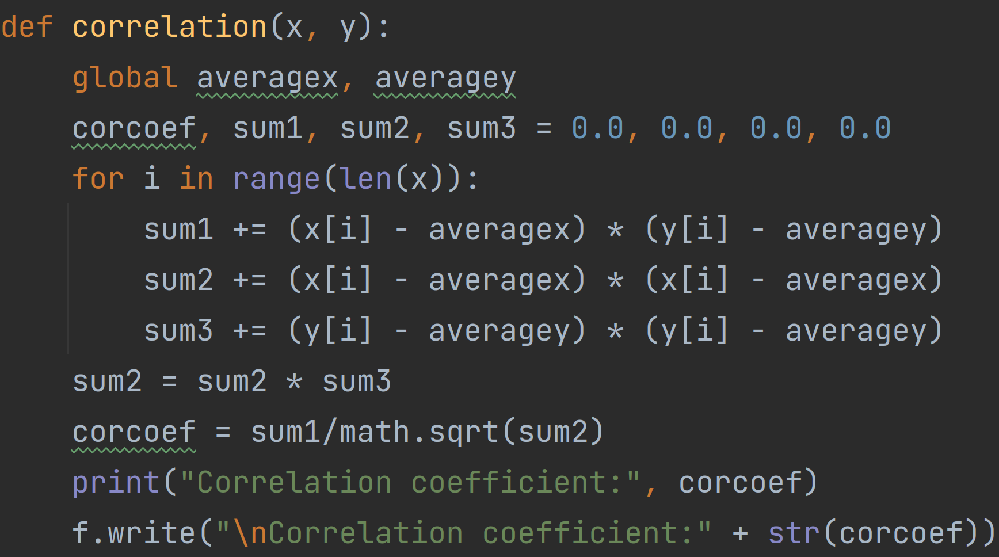 def correlation(x, y):
    global averagex, averagey
    corcoef, sum1, sum2, sum3 = 0.0, 0.0, 0.0, 0.0
    for i in range(len(x)):
        sum1 += (x[i] - averagex) * (y[i] - averagey)
        sum2 += (x[i] - averagex) * (x[i] - averagex)
        sum3 += (y[i] - averagey) * (y[i] - averagey)
    sum2 = sum2 * sum3
    corcoef = sum1/math.sqrt(sum2)
    print("Correlation coefficient:", corcoef)
    f.write("\nCorrelation coefficient:" + str(corcoef))